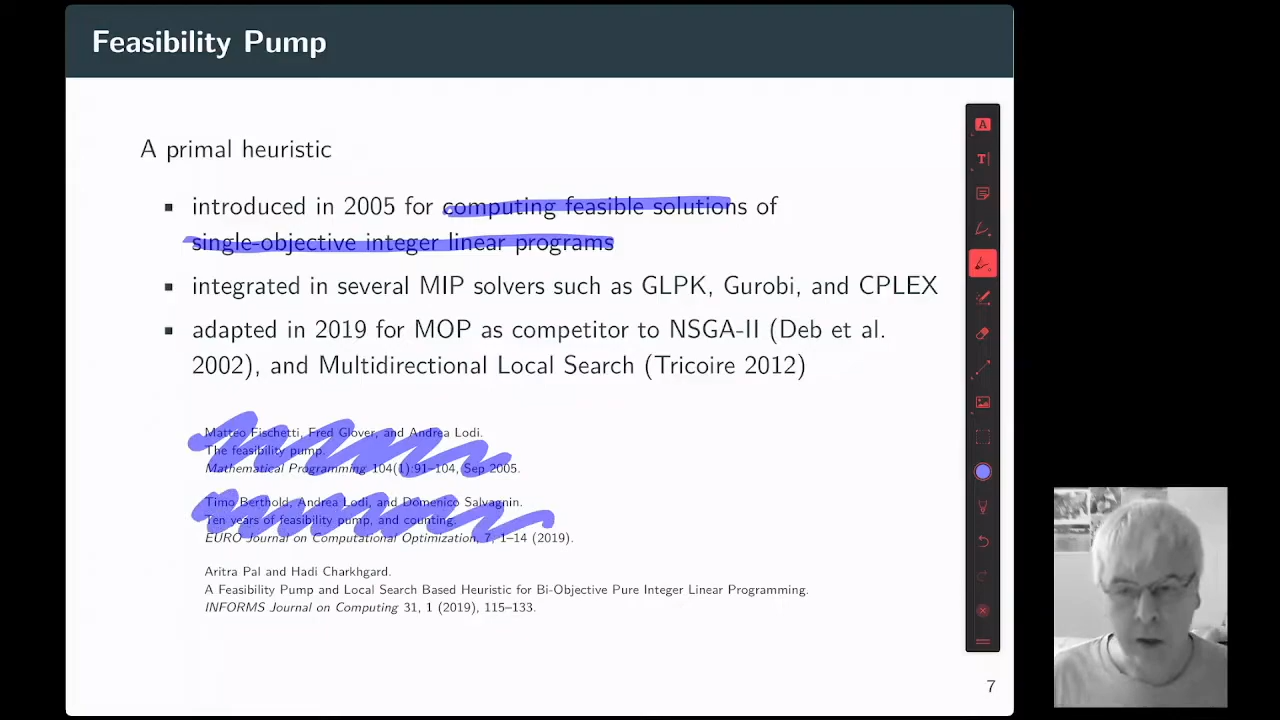 Feasibility Pump
A primal heuristic
▪ introduced in 2005 for computing feasible solutions of
single-objective integer linear programs
▪ integrated in several MIP solvers such as GLPK, Gurobi, and CPLEX
▪ adapted in 2019 for MOP as competitor to NSGA-II (Deb et al.
2002), and Multidirectional Local Search (Tricoire 2012)
Matteo Fischetti, Fred Glover, and Andrea Lodi.
The feasibility pump.
Mathematical Programming 104(1):91–104, Sep 2005.
Timo Berthold, Andrea Lodi, and Domenico Salvagnin.
Ten years of feasibility pump, and counting.
EURO Journal on Computational Optimization, 7, 1–14 (2019).
Aritra Pal and Hadi Charkhgard.
A Feasibility Pump and Local Search Based Heuristic for Bi-Objective Pure Integer Linear Programming.
INFORMS Journal on Computing 31, 1 (2019), 115–133.
7
A
T